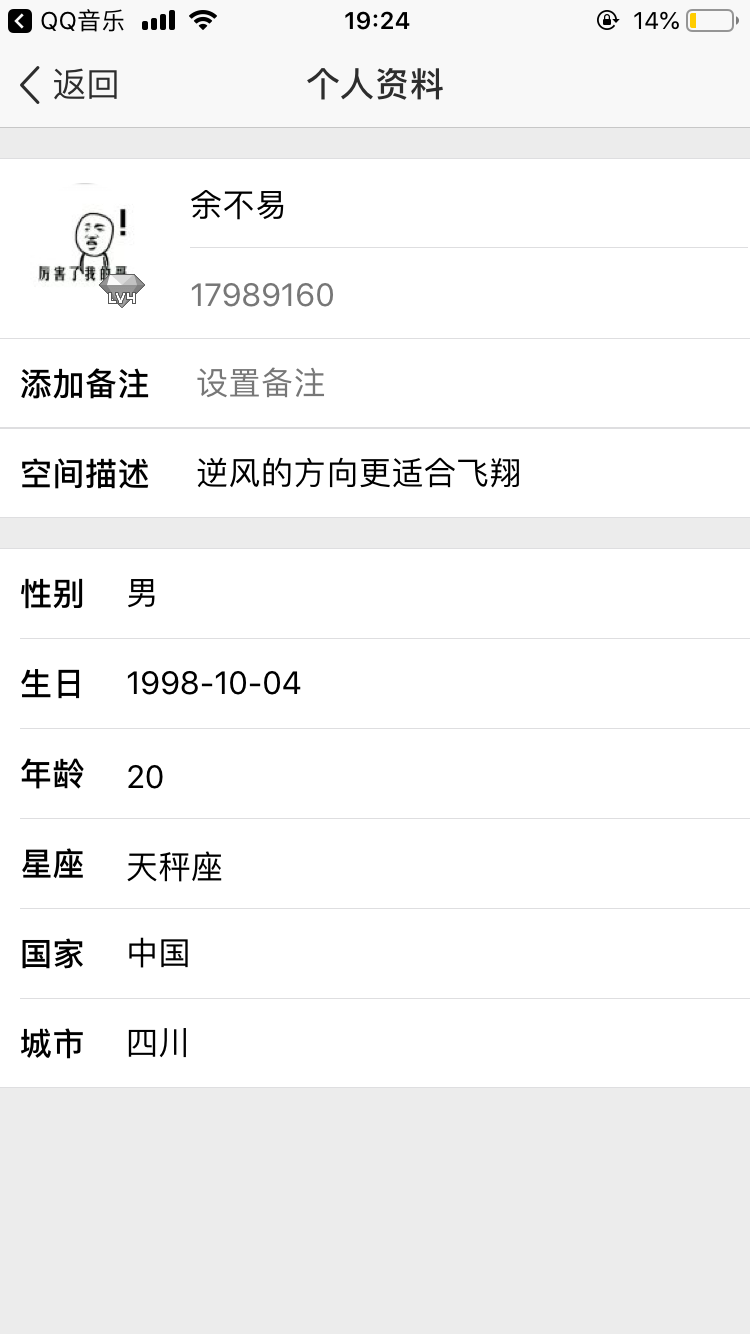 QQ音乐 19:24 14%
返回 个人资料
余不易
厉害了我的哥
LV4
17989160
添加备注 设置备注
空间描述 逆风的方向更适合飞翔
性别 男
生日 1998-10-04
年龄 20
星座 天秤座
国家 中国
城市 四川